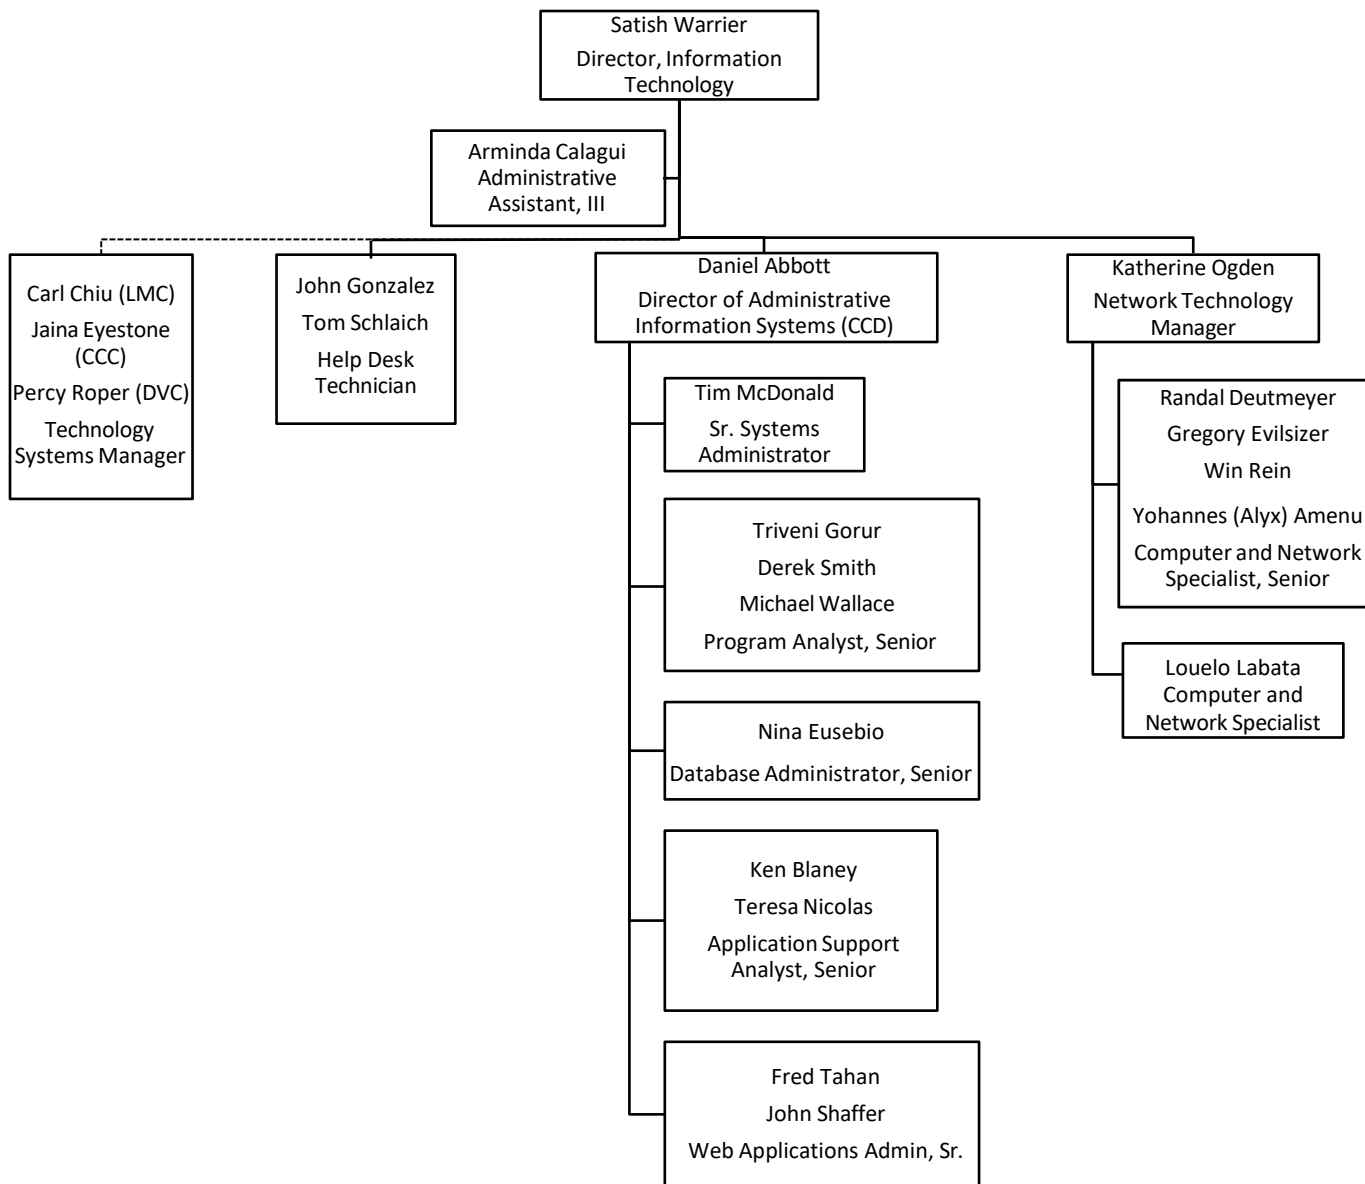 Satish Warrier
Director, Information
Technology
Arminda Calagui
Administrative
Assistant, III
Carl Chiu (LMC)
Jaina Eyestone
(CCC)
Percy Roper (DVC)
Technology
Systems Manager
John Gonzalez
Tom Schlaich
Help Desk
Technician
Daniel Abbott
Director of Administrative
Information Systems (CCD)
Tim McDonald
Sr. Systems
Administrator
Triveni Gorur
Derek Smith
Michael Wallace
Program Analyst, Senior
Nina Eusebio
Database Administrator, Senior
Ken Blaney
Teresa Nicolas
Application Support
Analyst, Senior
Fred Tahan
John Shaffer
Web Applications Admin, Sr.
Katherine Ogden
Network Technology
Manager
Randal Deutmeyer
Gregory Evilsizer
Win Rein
Yohannes (Alyx) Amenu
Computer and Network
Specialist, Senior
Louelo Labata
Computer and
Network Specialist